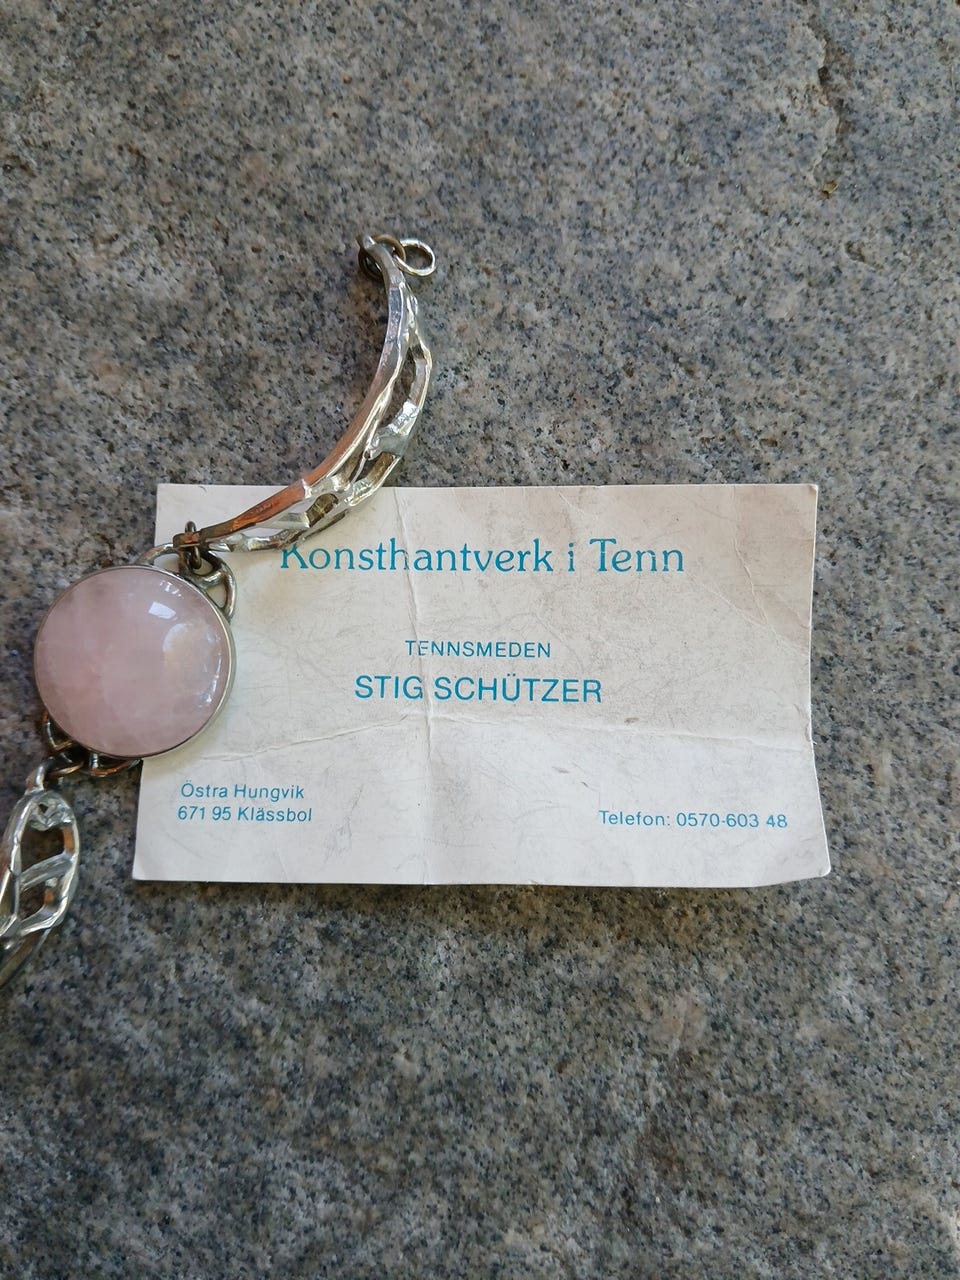 Konsthantverk i Tenn
TENNSMEDEN
STIG SCHÜTZER
Östra Hungvik
671 95 Klässbol
Telefon: 0570-603 48